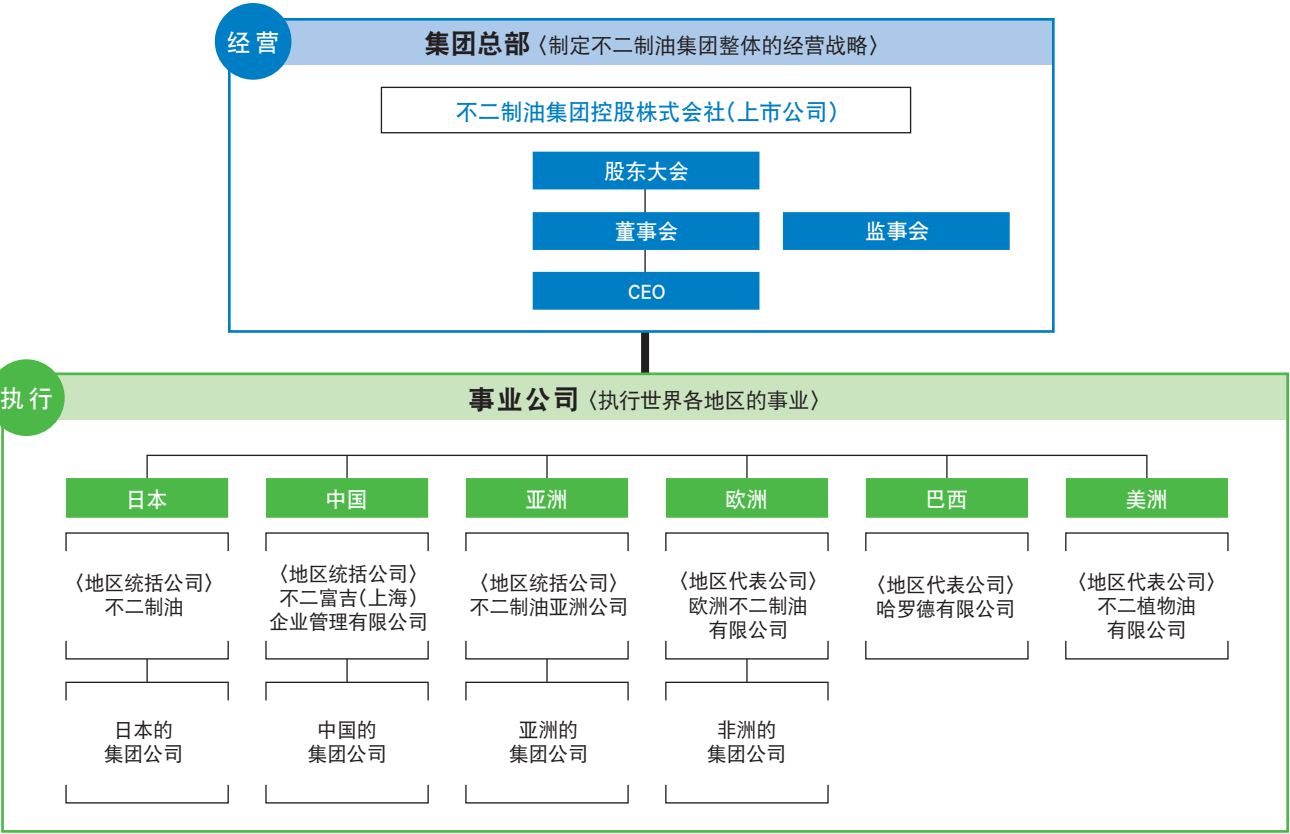 经营
集团总部〈制定不二制油集团整体的经营战略〉
不二制油集团控股株式会社(上市公司)
股东大会
董事会
监事会
CEO
执行
事业公司〈执行世界各地区的事业〉
日本
中国
亚洲
欧洲
巴西
美洲
〈地区统括公司〉
不二制油
〈地区统括公司〉
不二富吉(上海)
企业管理有限公司
〈地区统括公司〉
不二制油亚洲公司
〈地区代表公司〉
欧洲不二制油
有限公司
〈地区代表公司〉
哈罗德有限公司
〈地区代表公司〉
不二植物油
有限公司
日本的
集团公司
中国的
集团公司
亚洲的
集团公司
非洲的
集团公司